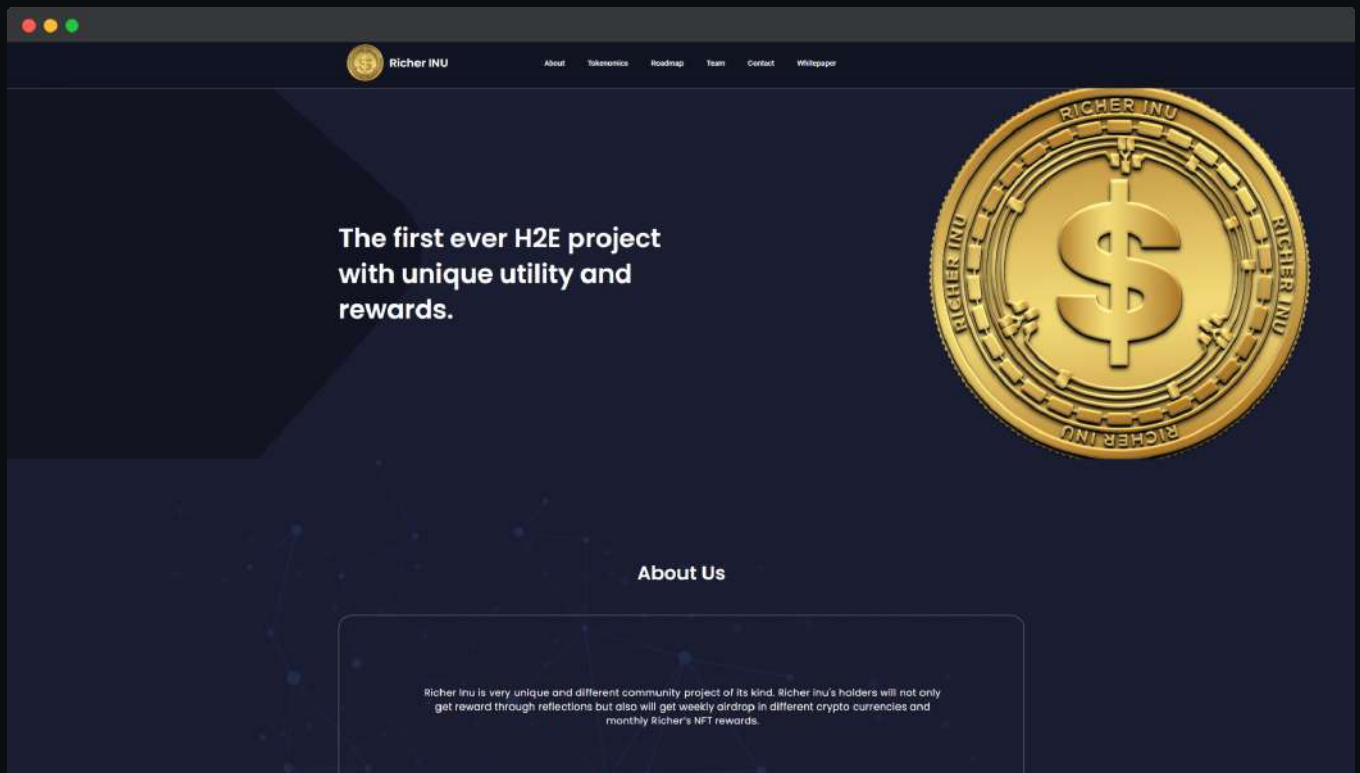 Richer INU
About Tokenomics Roadmap Team Contact Whitepaper
RICHER INU
RICHER INU
RICHER INU
RICHER INU
The first ever H2E project
with unique utility and
rewards.
About Us
Richer Inu is very unique and different community project of its kind. Richer inu's holders will not only
get reward through reflections but also will get weekly airdrop in different crypto currencies and
monthly Richer's NFT rewards.